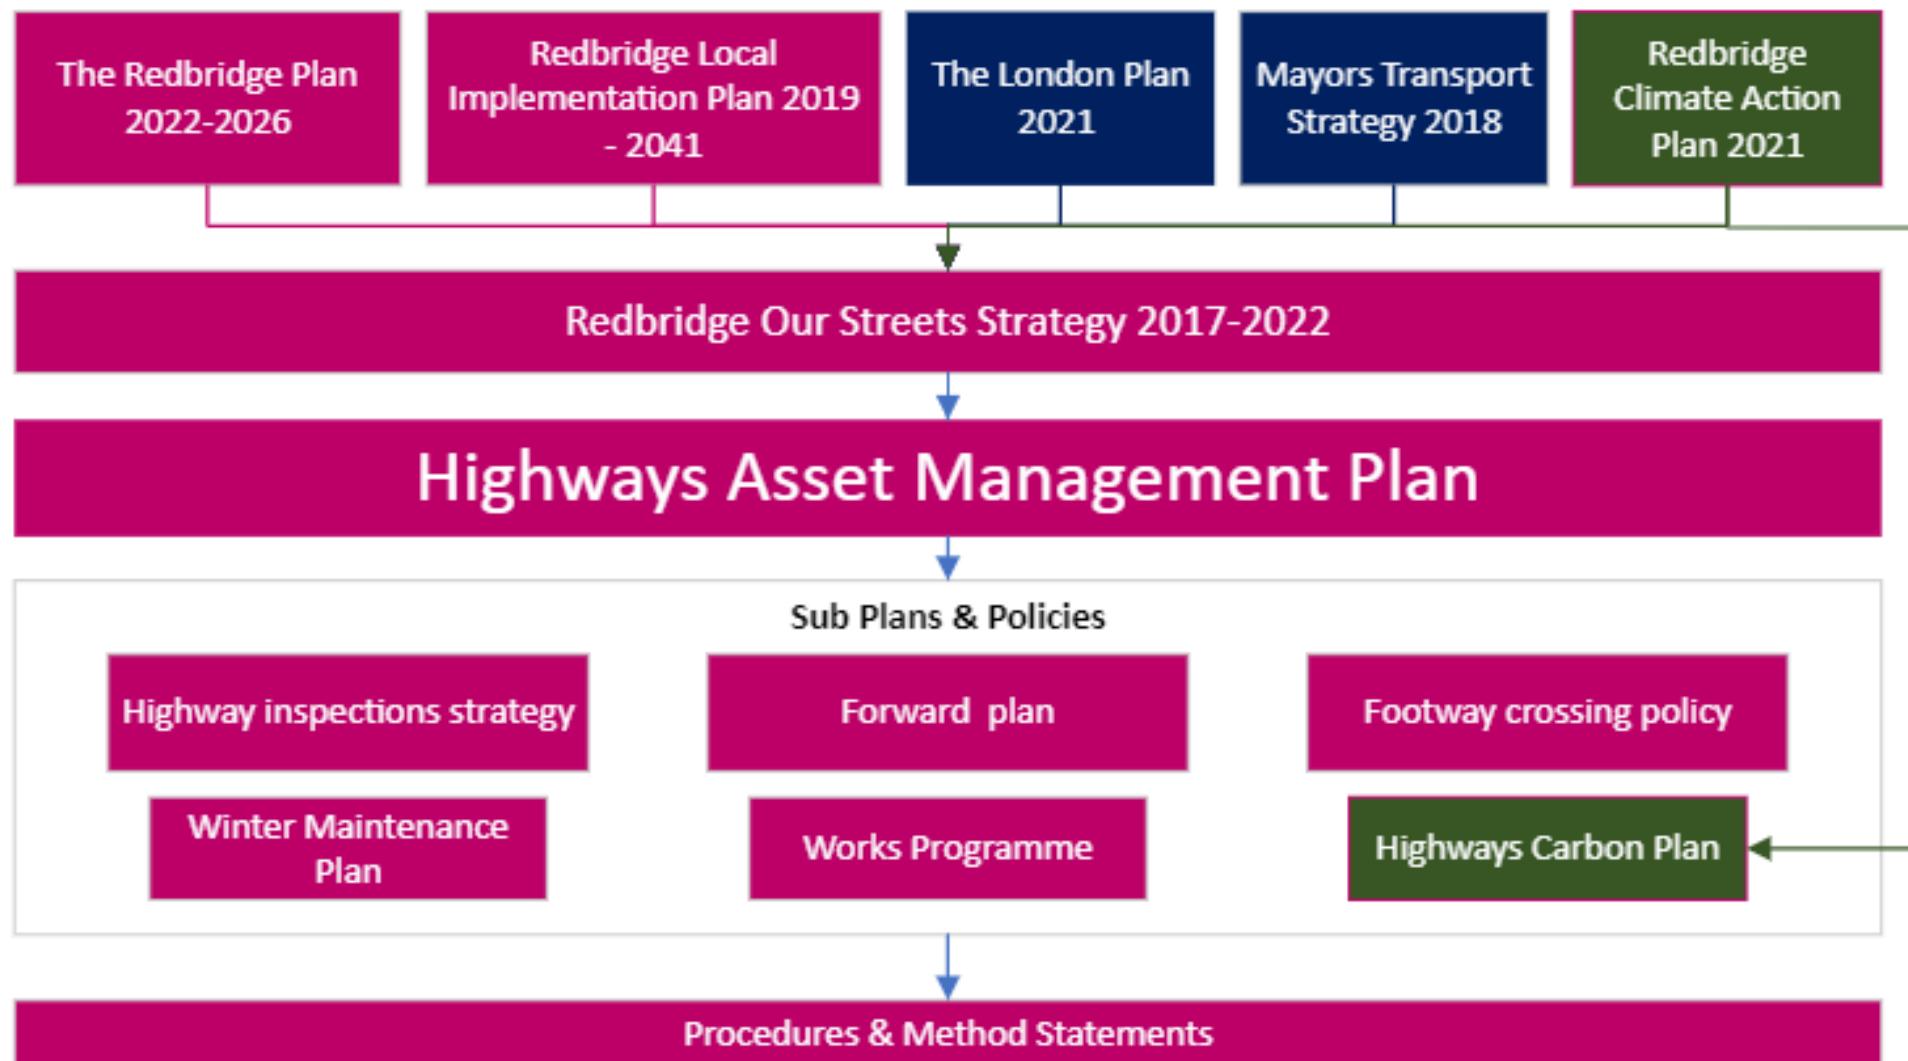 The Redbridge Plan
2022-2026
Redbridge Local
Implementation Plan 2019
- 2041
The London Plan
2021
Mayors Transport
Strategy 2018
Redbridge
Climate Action
Plan 2021
Redbridge Our Streets Strategy 2017-2022
Highways Asset Management Plan
Sub Plans & Policies
Highway inspections strategy
Forward plan
Footway crossing policy
Winter Maintenance
Plan
Works Programme
Highways Carbon Plan
Procedures & Method Statements